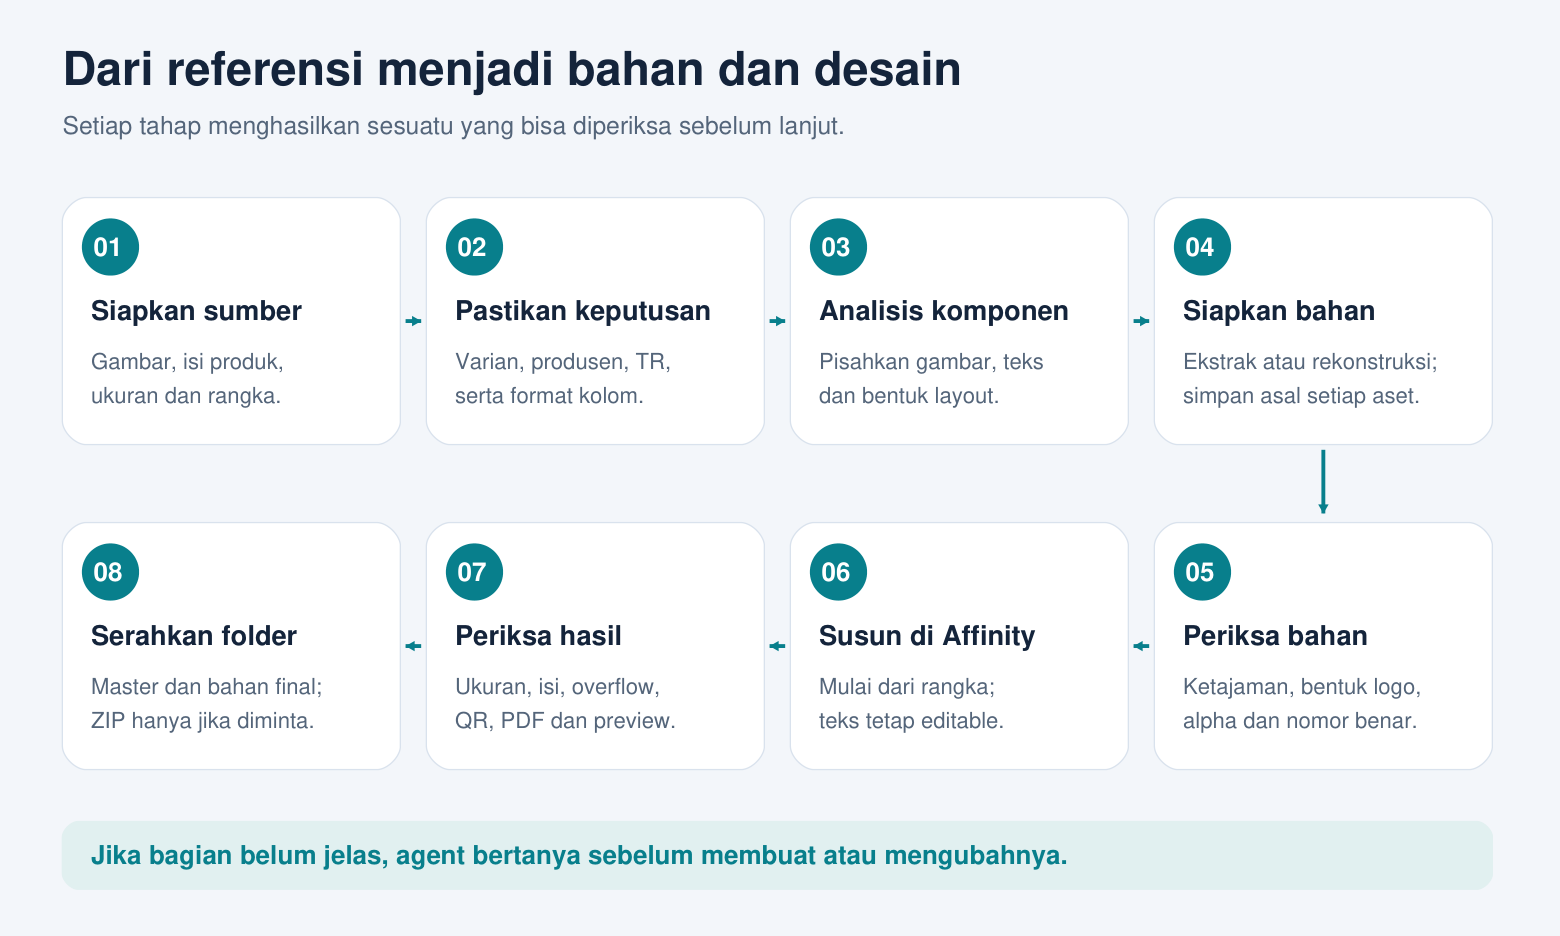 Dari referensi menjadi bahan dan desain
Setiap tahap menghasilkan sesuatu yang bisa diperiksa sebelum lanjut.
01
Siapkan sumber
Gambar, isi produk,
ukuran dan rangka.
02
Pastikan keputusan
Varian, produsen, TR,
serta format kolom.
03
Analisis komponen
Pisahkan gambar, teks
dan bentuk layout.
04
Siapkan bahan
Ekstrak atau rekonstruksi;
simpan asal setiap aset.
05
Periksa bahan
Ketajaman, bentuk logo,
alpha dan nomor benar.
06
Susun di Affinity
Mulai dari rangka;
teks tetap editable.
07
Periksa hasil
Ukuran, isi, overflow,
QR, PDF dan preview.
08
Serahkan folder
Master dan bahan final;
ZIP hanya jika diminta.
Jika bagian belum jelas, agent bertanya sebelum membuat atau mengubahnya.